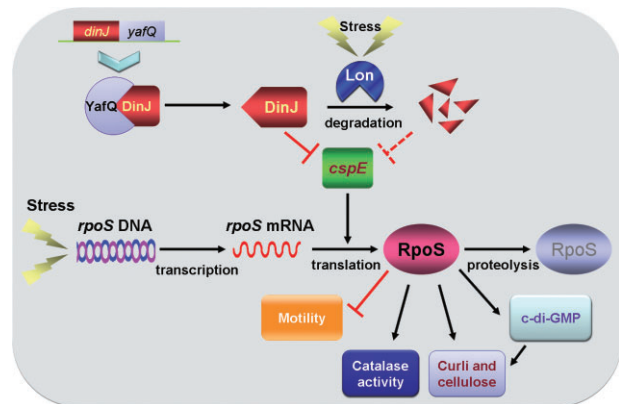 dinJ yafQ
Stress
YafQ DinJ
DinJ
Lon
degradation
cspE
Stress
rpoS DNA
transcription
rpoS mRNA
translation
RpoS
proteolysis
RpoS
Motility
Catalase
activity
Curli and
cellulose
c-di-GMP